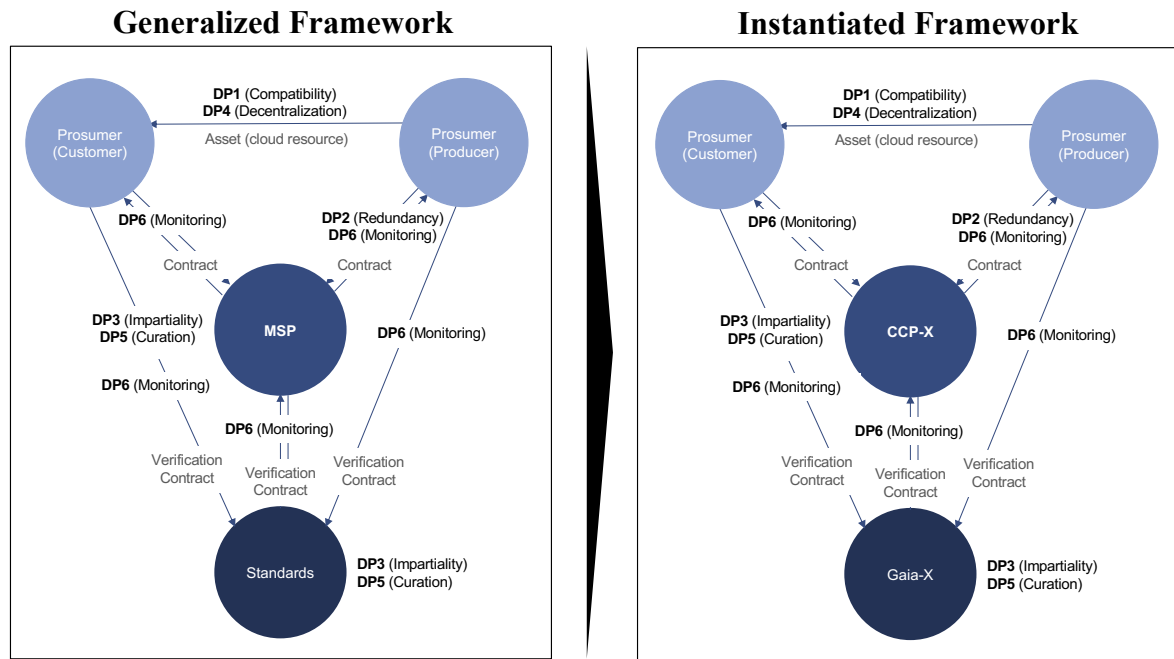 Generalized Framework
DP1 (Compatibility)
DP4 (Decentralization)
Asset (cloud resource)
Prosumer
(Customer)
Prosumer
(Producer)
DP6 (Monitoring)
DP2 (Redundancy)
DP6 (Monitoring)
Contract
Contract
DP3 (Impartiality)
DP5 (Curation)
MSP
DP6 (Monitoring)
DP6 (Monitoring)
DP6 (Monitoring)
Verification
Contract
Verification
Contract
Verification
Contract
Standards
DP3 (Impartiality)
DP5 (Curation)
Instantiated Framework
DP1 (Compatibility)
DP4 (Decentralization)
Asset (cloud resource)
Prosumer
(Customer)
Prosumer
(Producer)
DP6 (Monitoring)
DP2 (Redundancy)
DP6 (Monitoring)
Contract
Contract
DP3 (Impartiality)
DP5 (Curation)
CCP-X
DP6 (Monitoring)
DP6 (Monitoring)
DP6 (Monitoring)
Verification
Contract
Verification
Contract
Verification
Contract
Gaia-X
DP3 (Impartiality)
DP5 (Curation)